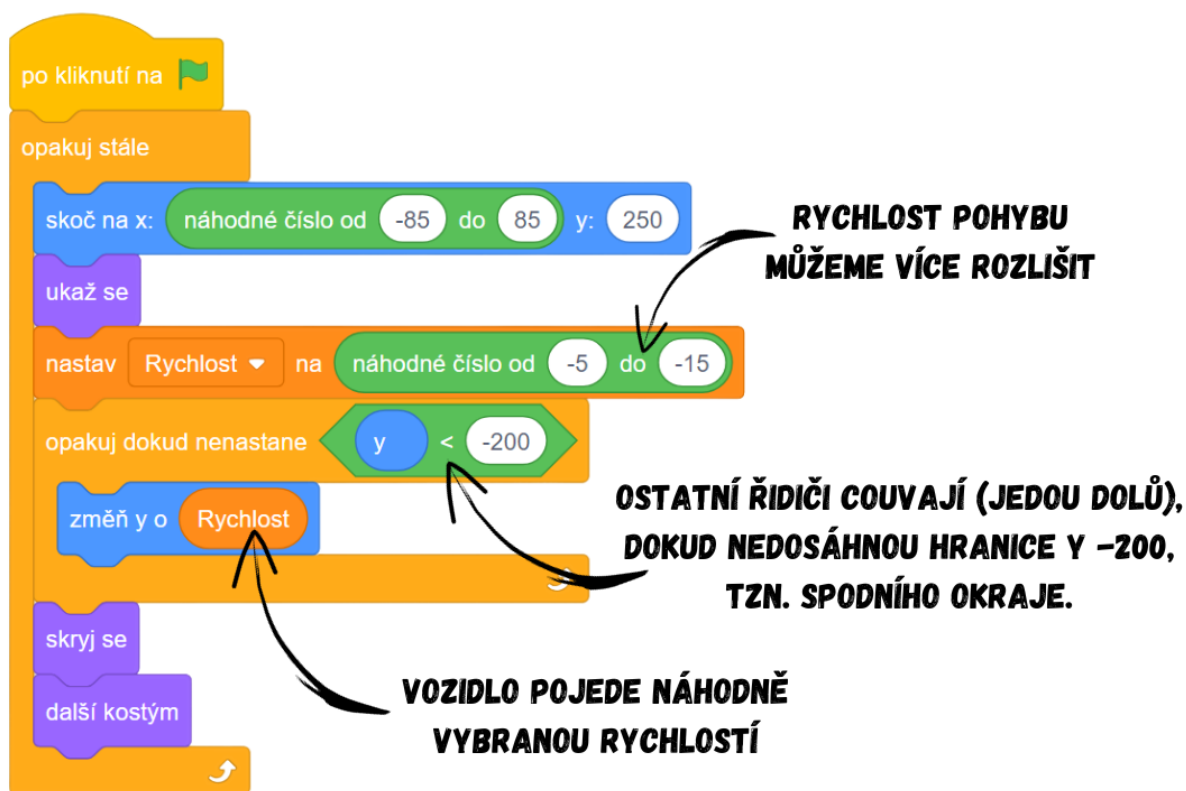 po kliknutí na
opakuj stále
skoč na x: náhodné číslo od -85 do 85 y: 250
RYCHLOST POHYBU
MŮŽEME VÍCE ROZLIŠIT
ukaž se
nastav Rychlost na náhodné číslo od -5 do -15
opakuj dokud nenastane y < -200
změň y o Rychlost
OSTATNÍ ŘIDIČI COUVAJÍ (JEDOU DOLŮ),
DOKUD NEDOSÁHNOU HRANICE Y -200,
TZN. SPODNÍHO OKRAJE.
skryj se
další kostým
VOZIDLO POJEDE NÁHODNĚ
VYBRANOU RYCHLOSTÍ